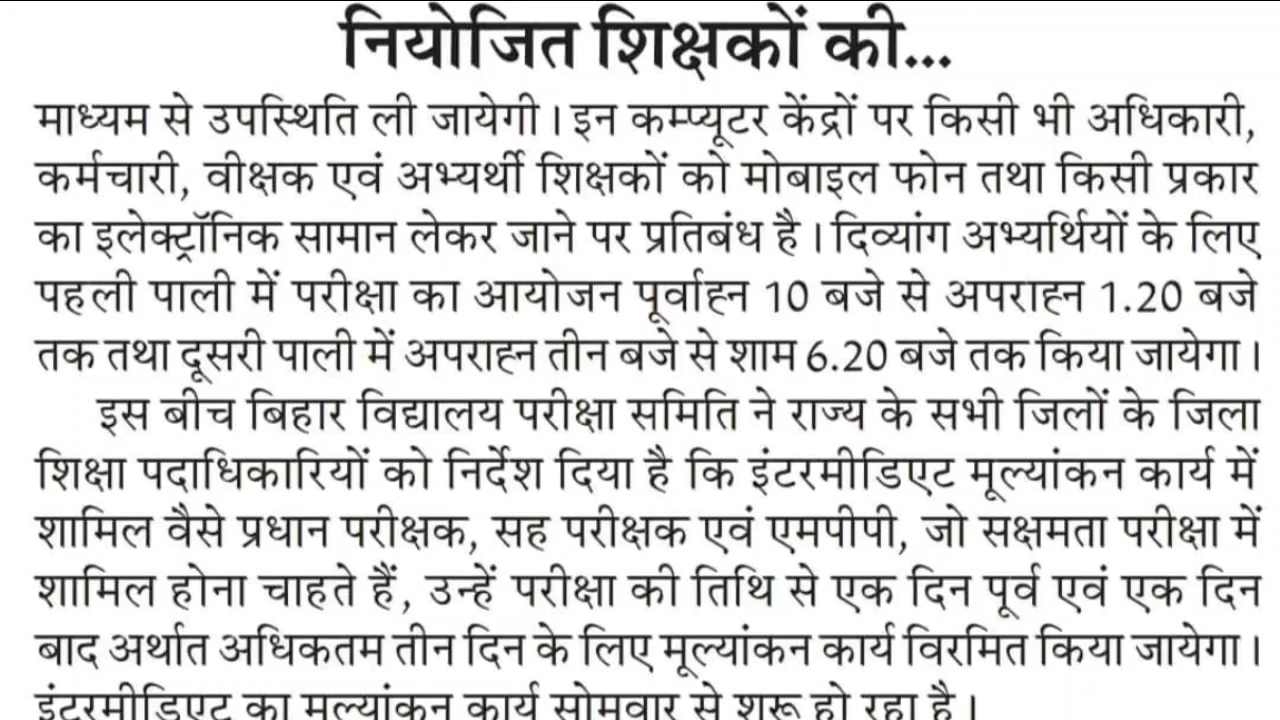 नियोजित शिक्षकों की...
माध्यम से उपस्थिति ली जायेगी। इन कम्प्यूटर केंद्रों पर किसी भी अधिकारी,
कर्मचारी, वीक्षक एवं अभ्यर्थी शिक्षकों को मोबाइल फोन तथा किसी प्रकार
का इलेक्ट्रॉनिक सामान लेकर जाने पर प्रतिबंध है। दिव्यांग अभ्यर्थियों के लिए
पहली पाली में परीक्षा का आयोजन पूर्वाह्न 10 बजे से अपराह्न 1.20 बजे
तक तथा दूसरी पाली में अपराह्न तीन बजे से शाम 6.20 बजे तक किया जायेगा।
इस बीच बिहार विद्यालय परीक्षा समिति ने राज्य के सभी जिलों के जिला
शिक्षा पदाधिकारियों को निर्देश दिया है कि इंटरमीडिएट मूल्यांकन कार्य में
शामिल वैसे प्रधान परीक्षक, सह परीक्षक एवं एमपीपी, जो सक्षमता परीक्षा में
शामिल होना चाहते हैं, उन्हें परीक्षा की तिथि से एक दिन पूर्व एवं एक दिन
बाद अर्थात अधिकतम तीन दिन के लिए मूल्यांकन कार्य विरमित किया जायेगा।
इंटरमीडिएट का मूल्यांकन कार्य सोमवार से शुरू हो रहा है।